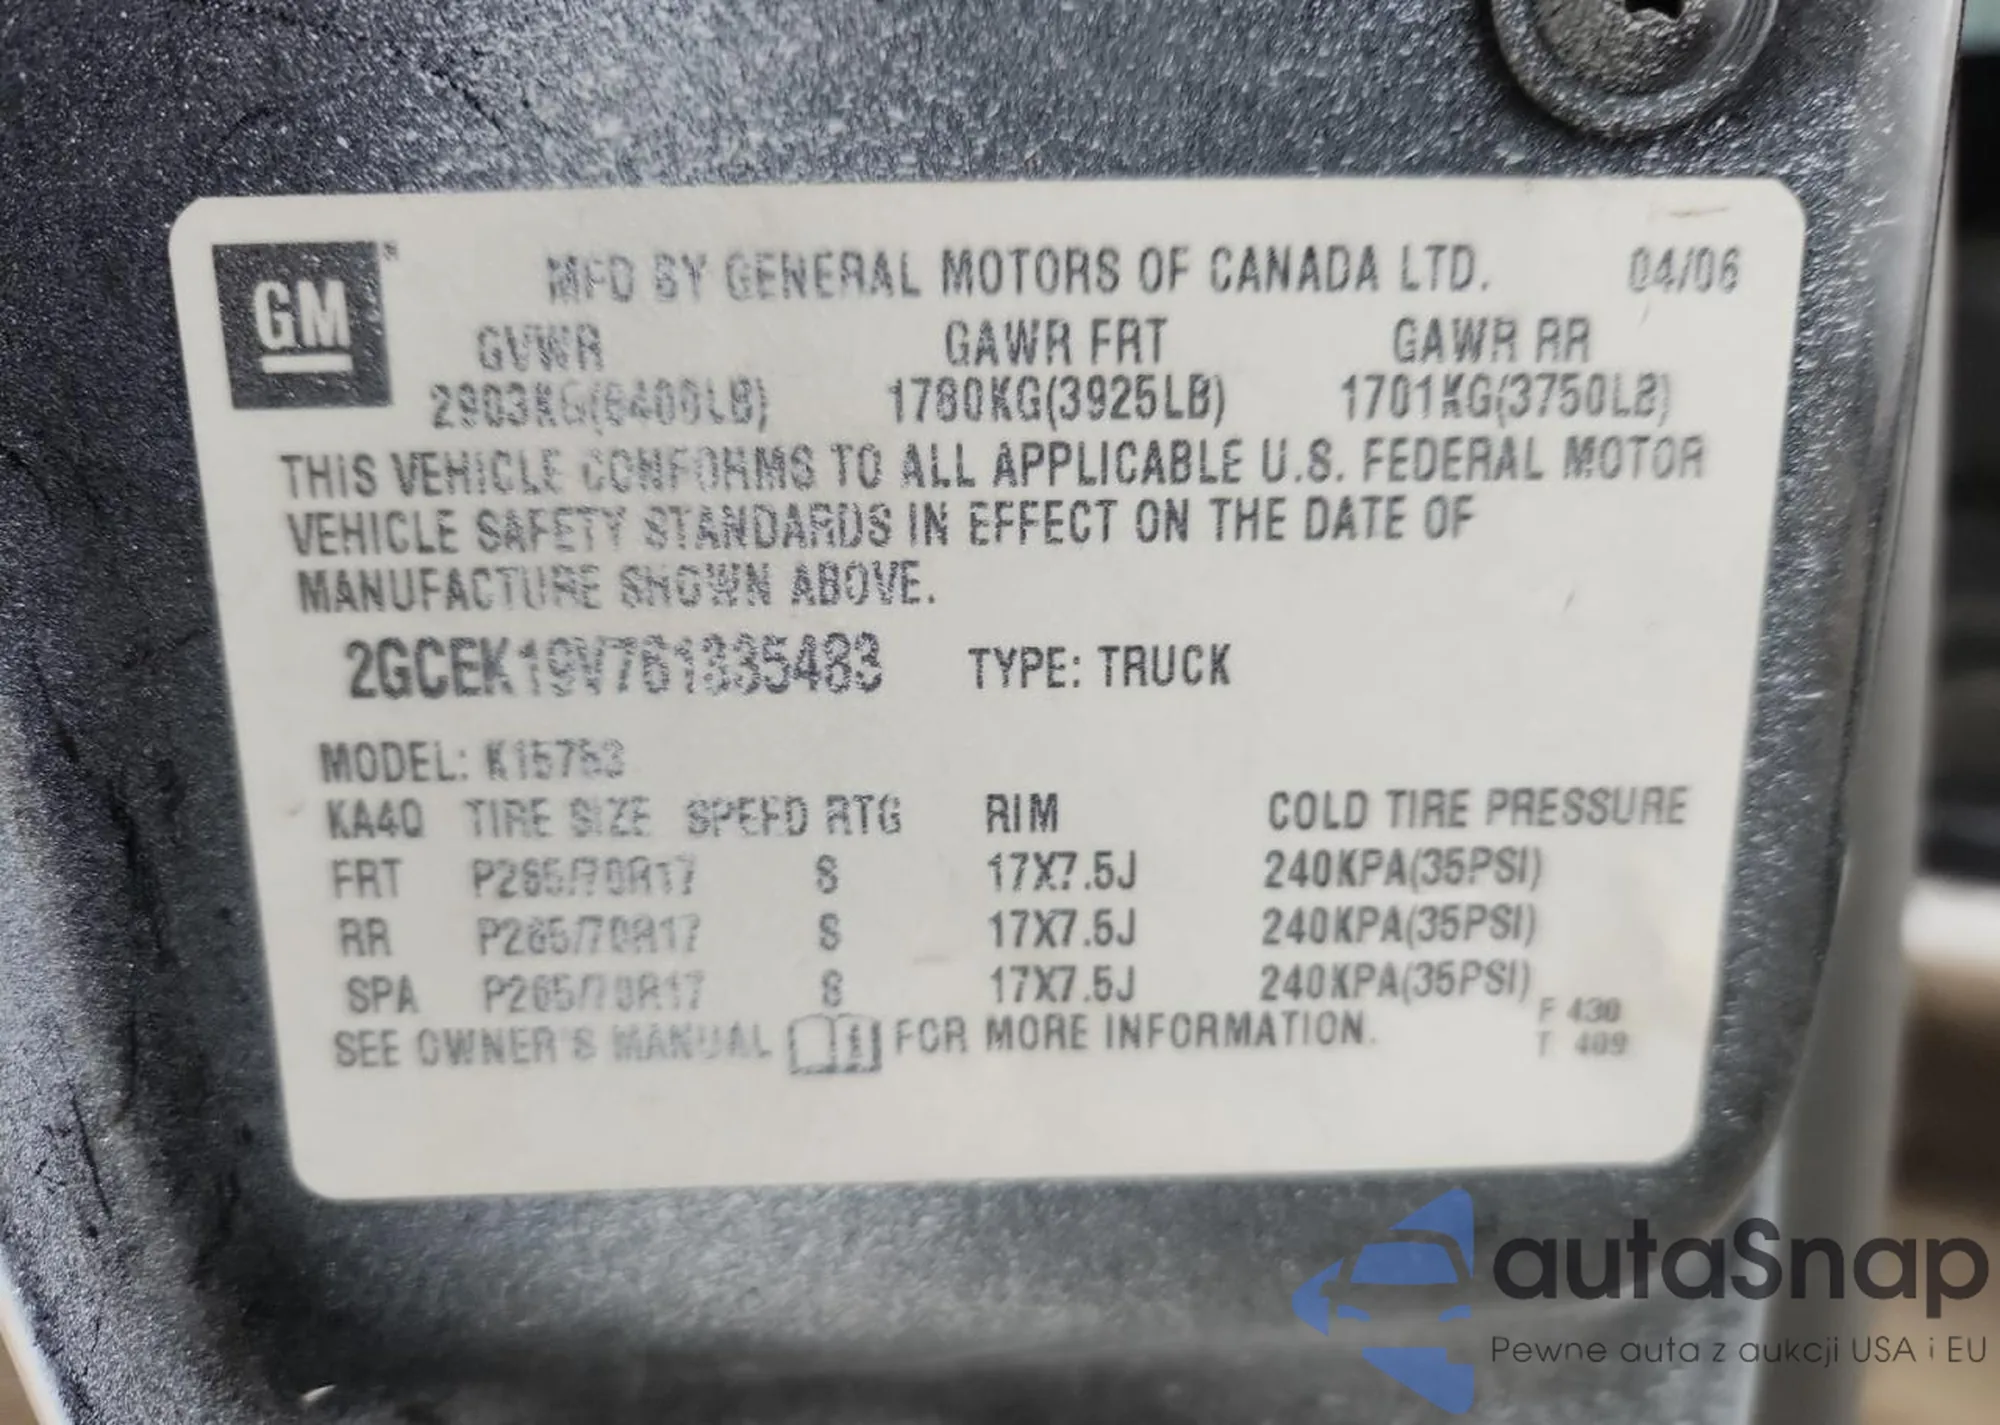 GM
MFD BY GENERAL MOTORS OF CANADA LTD. 04/06
GVWR GAWR FRT GAWR RR
2903KG(6400LB) 1780KG(3925LB) 1701KG(3750LB)
THIS VEHICLE CONFORMS TO ALL APPLICABLE U.S. FEDERAL MOTOR
VEHICLE SAFETY STANDARDS IN EFFECT ON THE DATE OF
MANUFACTURE SHOWN ABOVE.
2GCEK19V761335483 TYPE: TRUCK
MODEL: K15753
KA4Q TIRE SIZE SPEED RTG RIM COLD TIRE PRESSURE
FRT P265/70R17 S 17X7.5J 240KPA(35PSI)
RR P265/70R17 S 17X7.5J 240KPA(35PSI)
SPA P265/70R17 S 17X7.5J 240KPA(35PSI)
SEE OWNER'S MANUAL FOR MORE INFORMATION.
F 430
T 409
autaSnap
Pewne auta z aukcji USA i EU